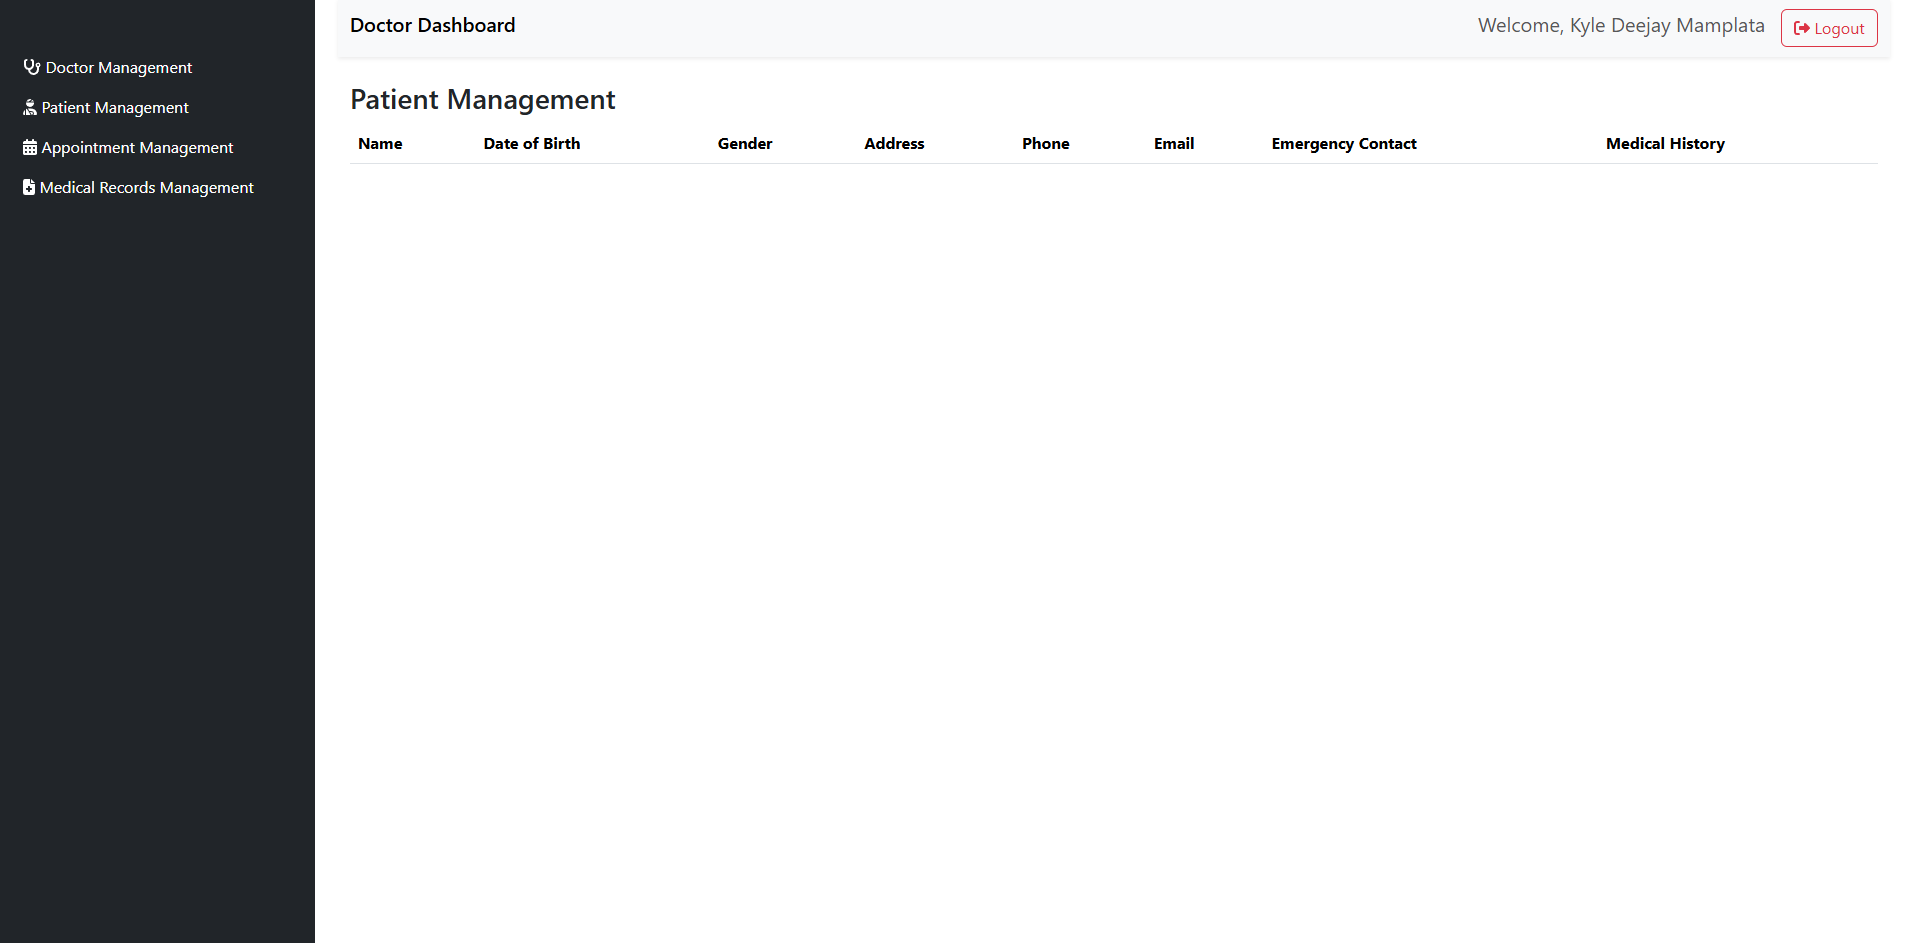 Doctor Management
Patient Management
Appointment Management
Medical Records Management
Doctor Dashboard
Welcome, Kyle Deejay Mamplata
Logout
Patient Management
Name Date of Birth Gender Address Phone Email Emergency Contact Medical History